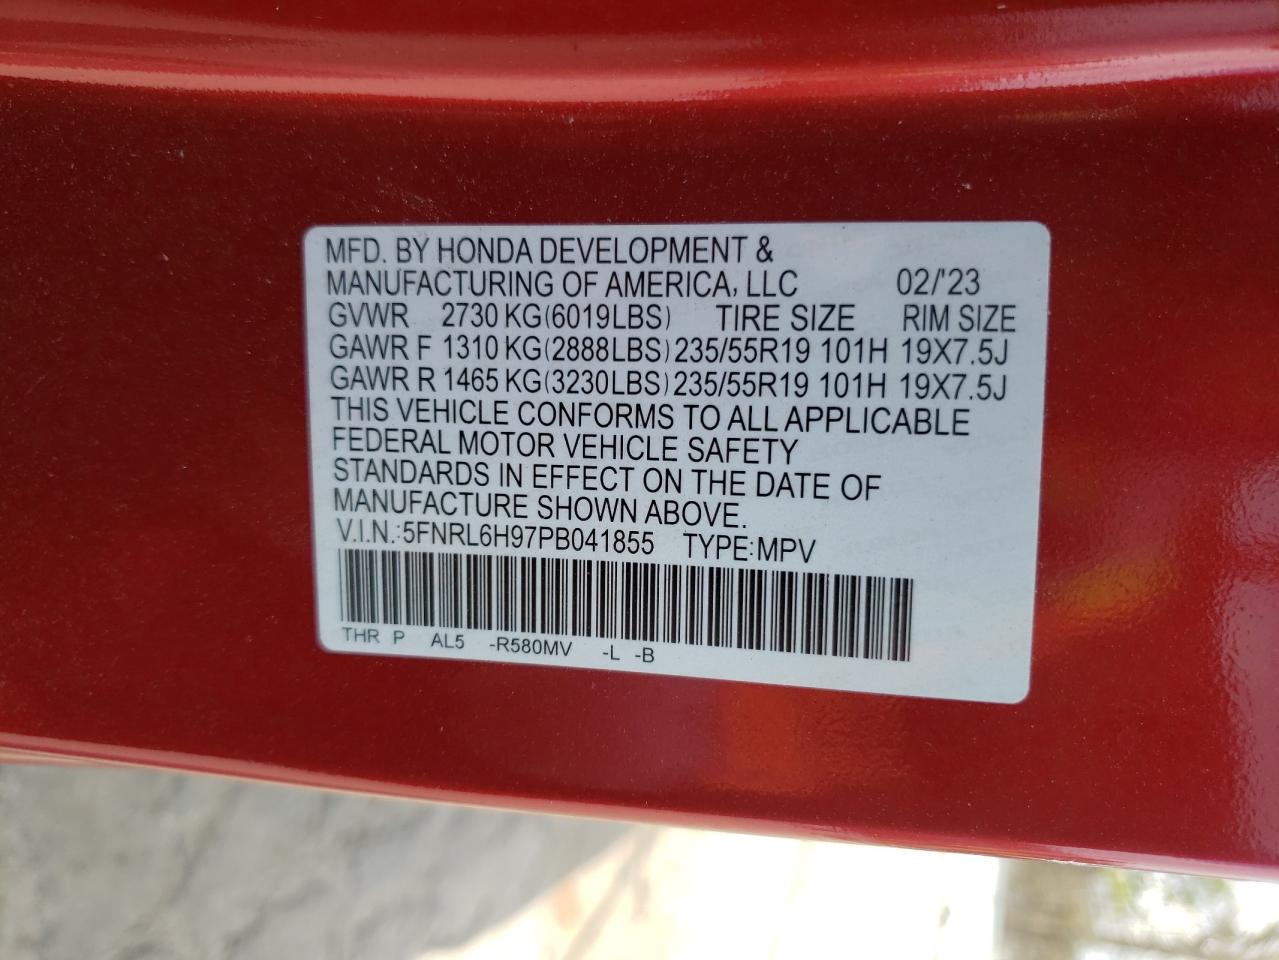 MFD. BY HONDA DEVELOPMENT &
MANUFACTURING OF AMERICA, LLC 02/'23
GVWR 2730 KG(6019LBS) TIRE SIZE RIM SIZE
GAWR F 1310 KG(2888LBS) 235/55R19 101H 19X7.5J
GAWR R 1465 KG(3230LBS) 235/55R19 101H 19X7.5J
THIS VEHICLE CONFORMS TO ALL APPLICABLE
FEDERAL MOTOR VEHICLE SAFETY
STANDARDS IN EFFECT ON THE DATE OF
MANUFACTURE SHOWN ABOVE.
V.I.N.:5FNRL6H97PB041855 TYPE:MPV
THR P AL5 -R580MV -L -B